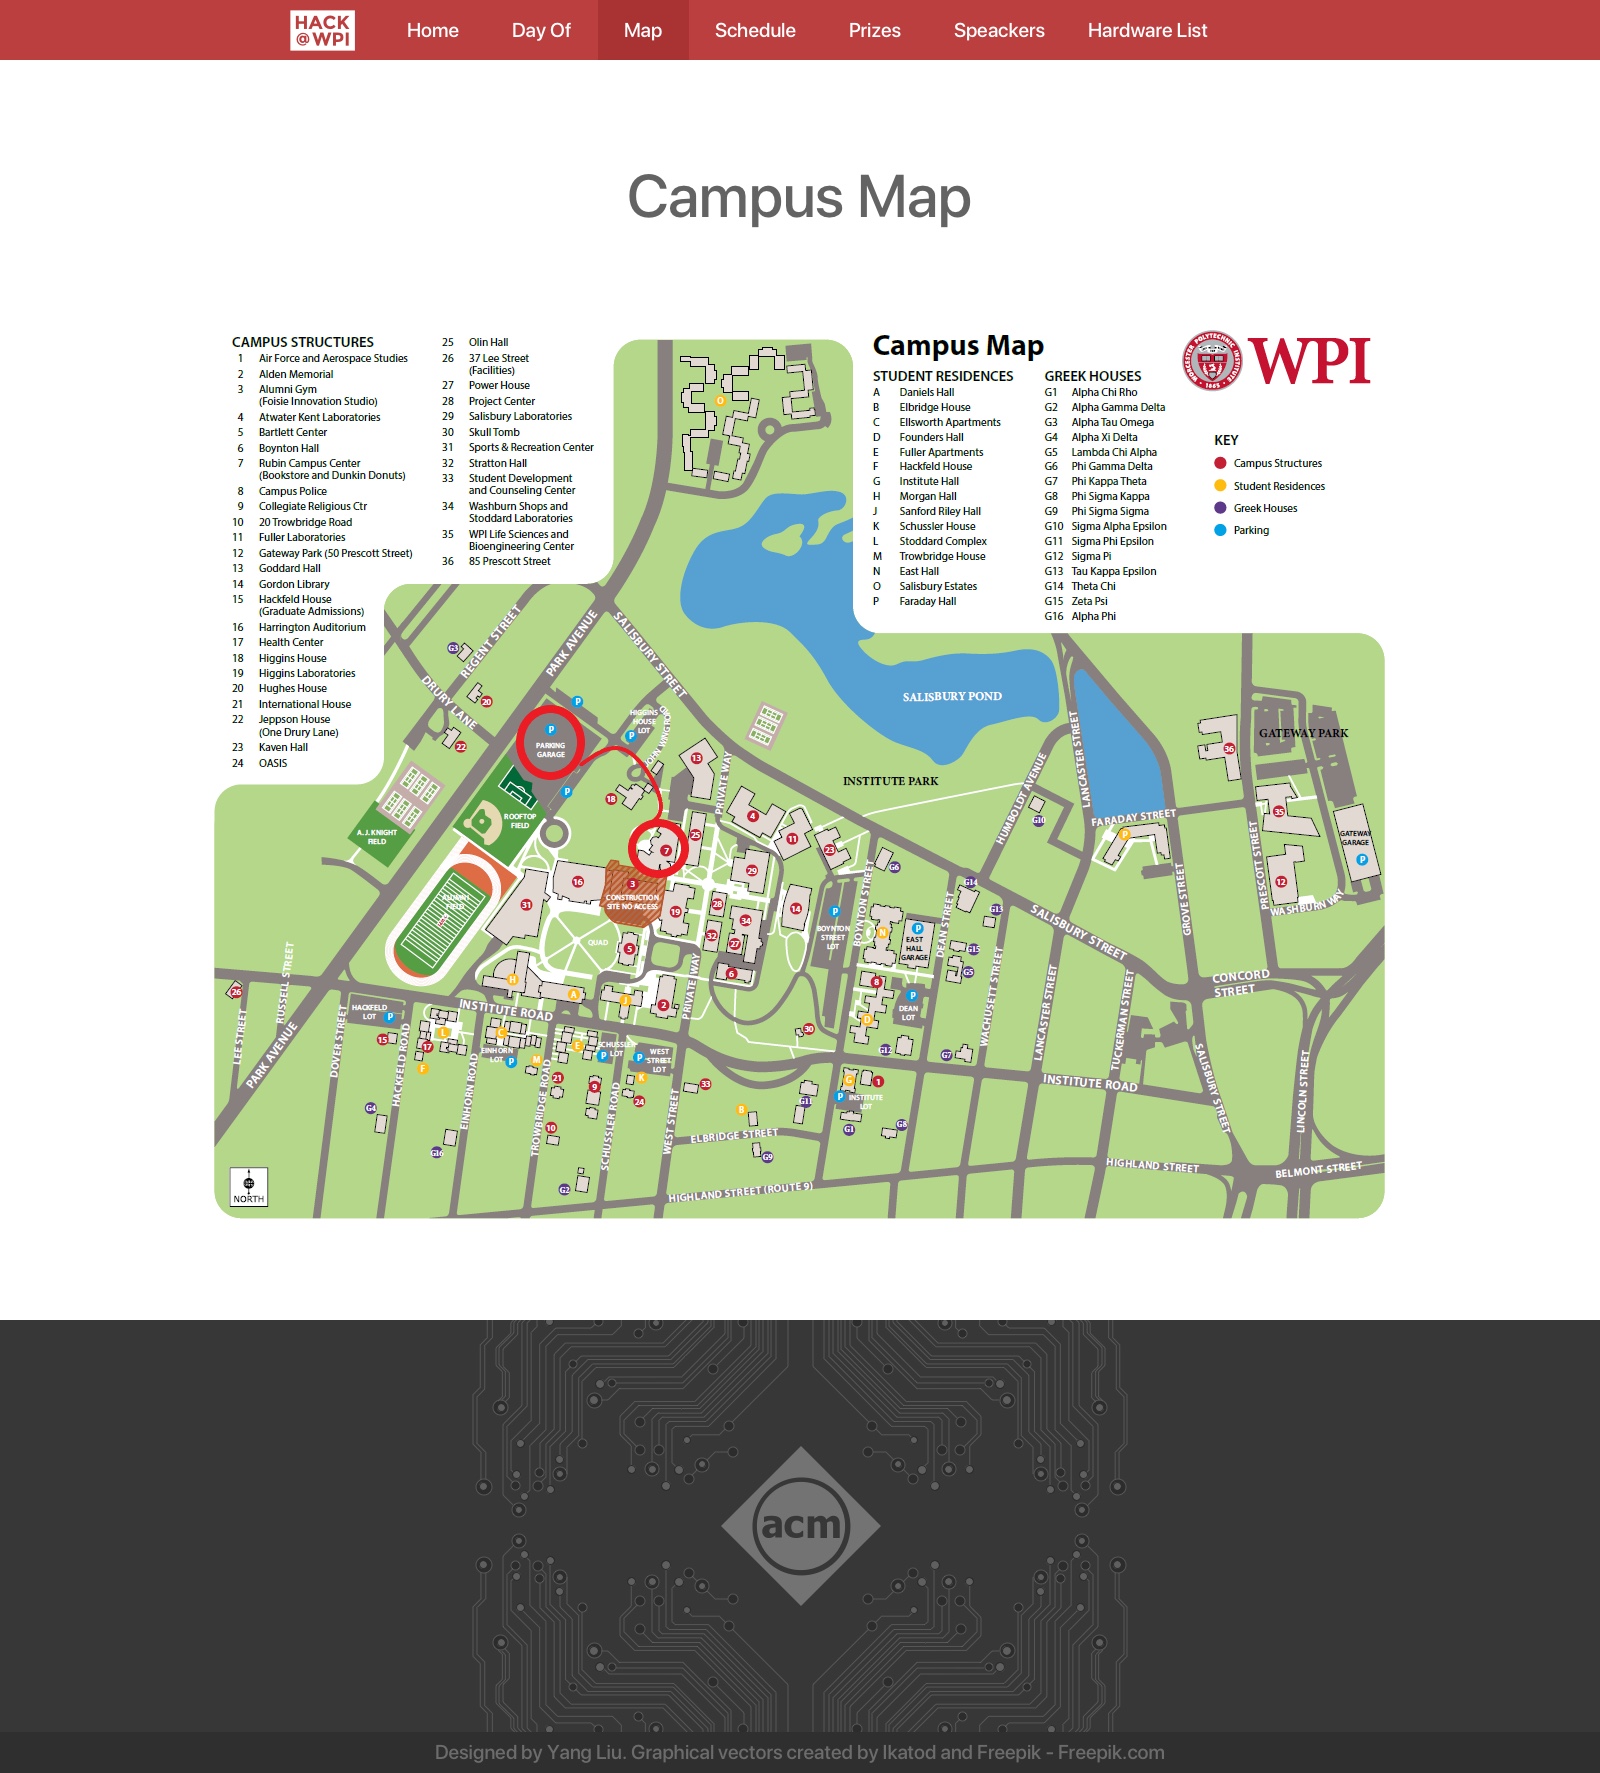 HACK
@WPI
Home
Day Of
Map
Schedule
Prizes
Speackers
Hardware List
Campus Map
CAMPUS STRUCTURES
1 Air Force and Aerospace Studies
2 Alden Memorial
3 Alumni Gym
(Foisie Innovation Studio)
4 Atwater Kent Laboratories
5 Bartlett Center
6 Boynton Hall
7 Rubin Campus Center
(Bookstore and Dunkin Donuts)
8 Campus Police
9 Collegiate Religious Ctr
10 20 Trowbridge Road
11 Fuller Laboratories
12 Gateway Park (50 Prescott Street)
13 Goddard Hall
14 Gordon Library
15 Hackfeld House
(Graduate Admissions)
16 Harrington Auditorium
17 Health Center
18 Higgins House
19 Higgins Laboratories
20 Hughes House
21 International House
22 Jeppson House
(One Drury Lane)
23 Kaven Hall
24 OASIS
25 Olin Hall
26 37 Lee Street
(Facilities)
27 Power House
28 Project Center
29 Salisbury Laboratories
30 Skull Tomb
31 Sports & Recreation Center
32 Stratton Hall
33 Student Development
and Counseling Center
34 Washburn Shops and
Stoddard Laboratories
35 WPI Life Sciences and
Bioengineering Center
36 85 Prescott Street
Campus Map
STUDENT RESIDENCES
A Daniels Hall
B Elbridge House
C Ellsworth Apartments
D Founders Hall
E Fuller Apartments
F Hackfeld House
G Institute Hall
H Morgan Hall
J Sanford Riley Hall
K Schussler House
L Stoddard Complex
M Trowbridge House
N East Hall
O Salisbury Estates
P Faraday Hall
GREEK HOUSES
G1 Alpha Chi Rho
G2 Alpha Gamma Delta
G3 Alpha Tau Omega
G4 Alpha Xi Delta
G5 Lambda Chi Alpha
G6 Phi Gamma Delta
G7 Phi Kappa Theta
G8 Phi Sigma Kappa
G9 Phi Sigma Sigma
G10 Sigma Alpha Epsilon
G11 Sigma Phi Epsilon
G12 Sigma Pi
G13 Tau Kappa Epsilon
G14 Theta Chi
G15 Zeta Psi
G16 Alpha Phi
WPI
KEY
Campus Structures
Student Residences
Greek Houses
Parking
REGENT STREET
PARK AVENUE
SALISBURY STREET
DRURY LANE
HIGGINS
HOUSE
LOT
PARKING
GARAGE
ROOFTOP
FIELD
A.J. KNIGHT
FIELD
ALUMNI
FIELD
CONSTRUCTION
SITE NO ACCESS
QUAD
PRIVATE WAY
PRIVATE WAY
SALISBURY POND
INSTITUTE PARK
HUMBOLDT AVENUE
LANCASTER STREET
FARADAY STREET
GATEWAY PARK
GATEWAY
GARAGE
PRESCOTT STREET
WASHBURN WAY
GROVE STREET
BOYNTON
STREET
LOT
BOYNTON STREET
EAST
HALL
GARAGE
DEAN STREET
DEAN
LOT
SALISBURY STREET
CONCORD
STREET
WACHUSETT STREET
LANCASTER STREET
TUCKERMAN STREET
SALISBURY STREET
LINCOLN STREET
INSTITUTE ROAD
INSTITUTE ROAD
INSTITUTE
LOT
RUSSELL STREET
LEE STREET
PARK AVENUE
DOVER STREET
HACKFELD
LOT
HACKFELD ROAD
EINHORN
LOT
EINHORN ROAD
TROWBRIDGE ROAD
SCHUSSLER
LOT
SCHUSSLER ROAD
WEST
STREET
LOT
WEST STREET
ELBRIDGE STREET
HIGHLAND STREET (ROUTE 9)
HIGHLAND STREET
BELMONT STREET
NORTH
acm
Designed by Yang Liu. Graphical vectors created by Ikatod and Freepik - Freepik.com